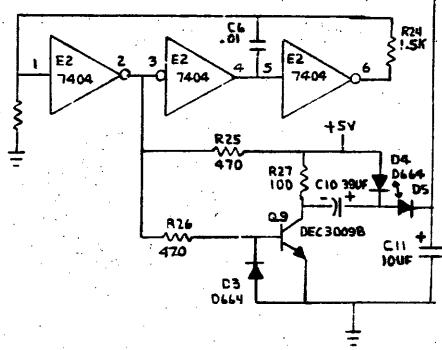 C6
.01
R24
1.5K
1
E2
7404
2
3
E2
7404
4
5
E2
7404
6
R25
470
+5V
R27
100
C10 39UF
-
+
D4
D664
D5
R26
470
Q9
DEC3009B
D3
D664
+
C11
10UF